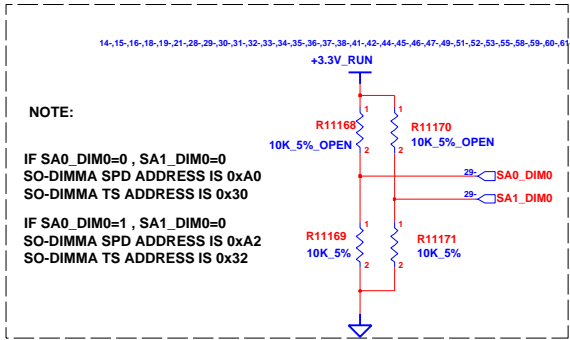 14-,15-,16-,18-,19-,21-,28-,29-,30-,31-,32-,33-,34-,35-,36-,37-,38-,41-,42-,44-,45-,46-,47-,49-,51-,52-,53-,55-,58-,59-,60-,61
+3.3V_RUN
NOTE:
1 1
R11168 R11170
10K_5%_OPEN 10K_5%_OPEN
2 2
IF SA0_DIM0=0 , SA1_DIM0=0
SO-DIMMA SPD ADDRESS IS 0xA0
SO-DIMMA TS ADDRESS IS 0x30
29- SA0_DIM0
29- SA1_DIM0
IF SA0_DIM0=1 , SA1_DIM0=0
SO-DIMMA SPD ADDRESS IS 0xA2
SO-DIMMA TS ADDRESS IS 0x32
1 1
R11169 R11171
10K_5% 10K_5%
2 2